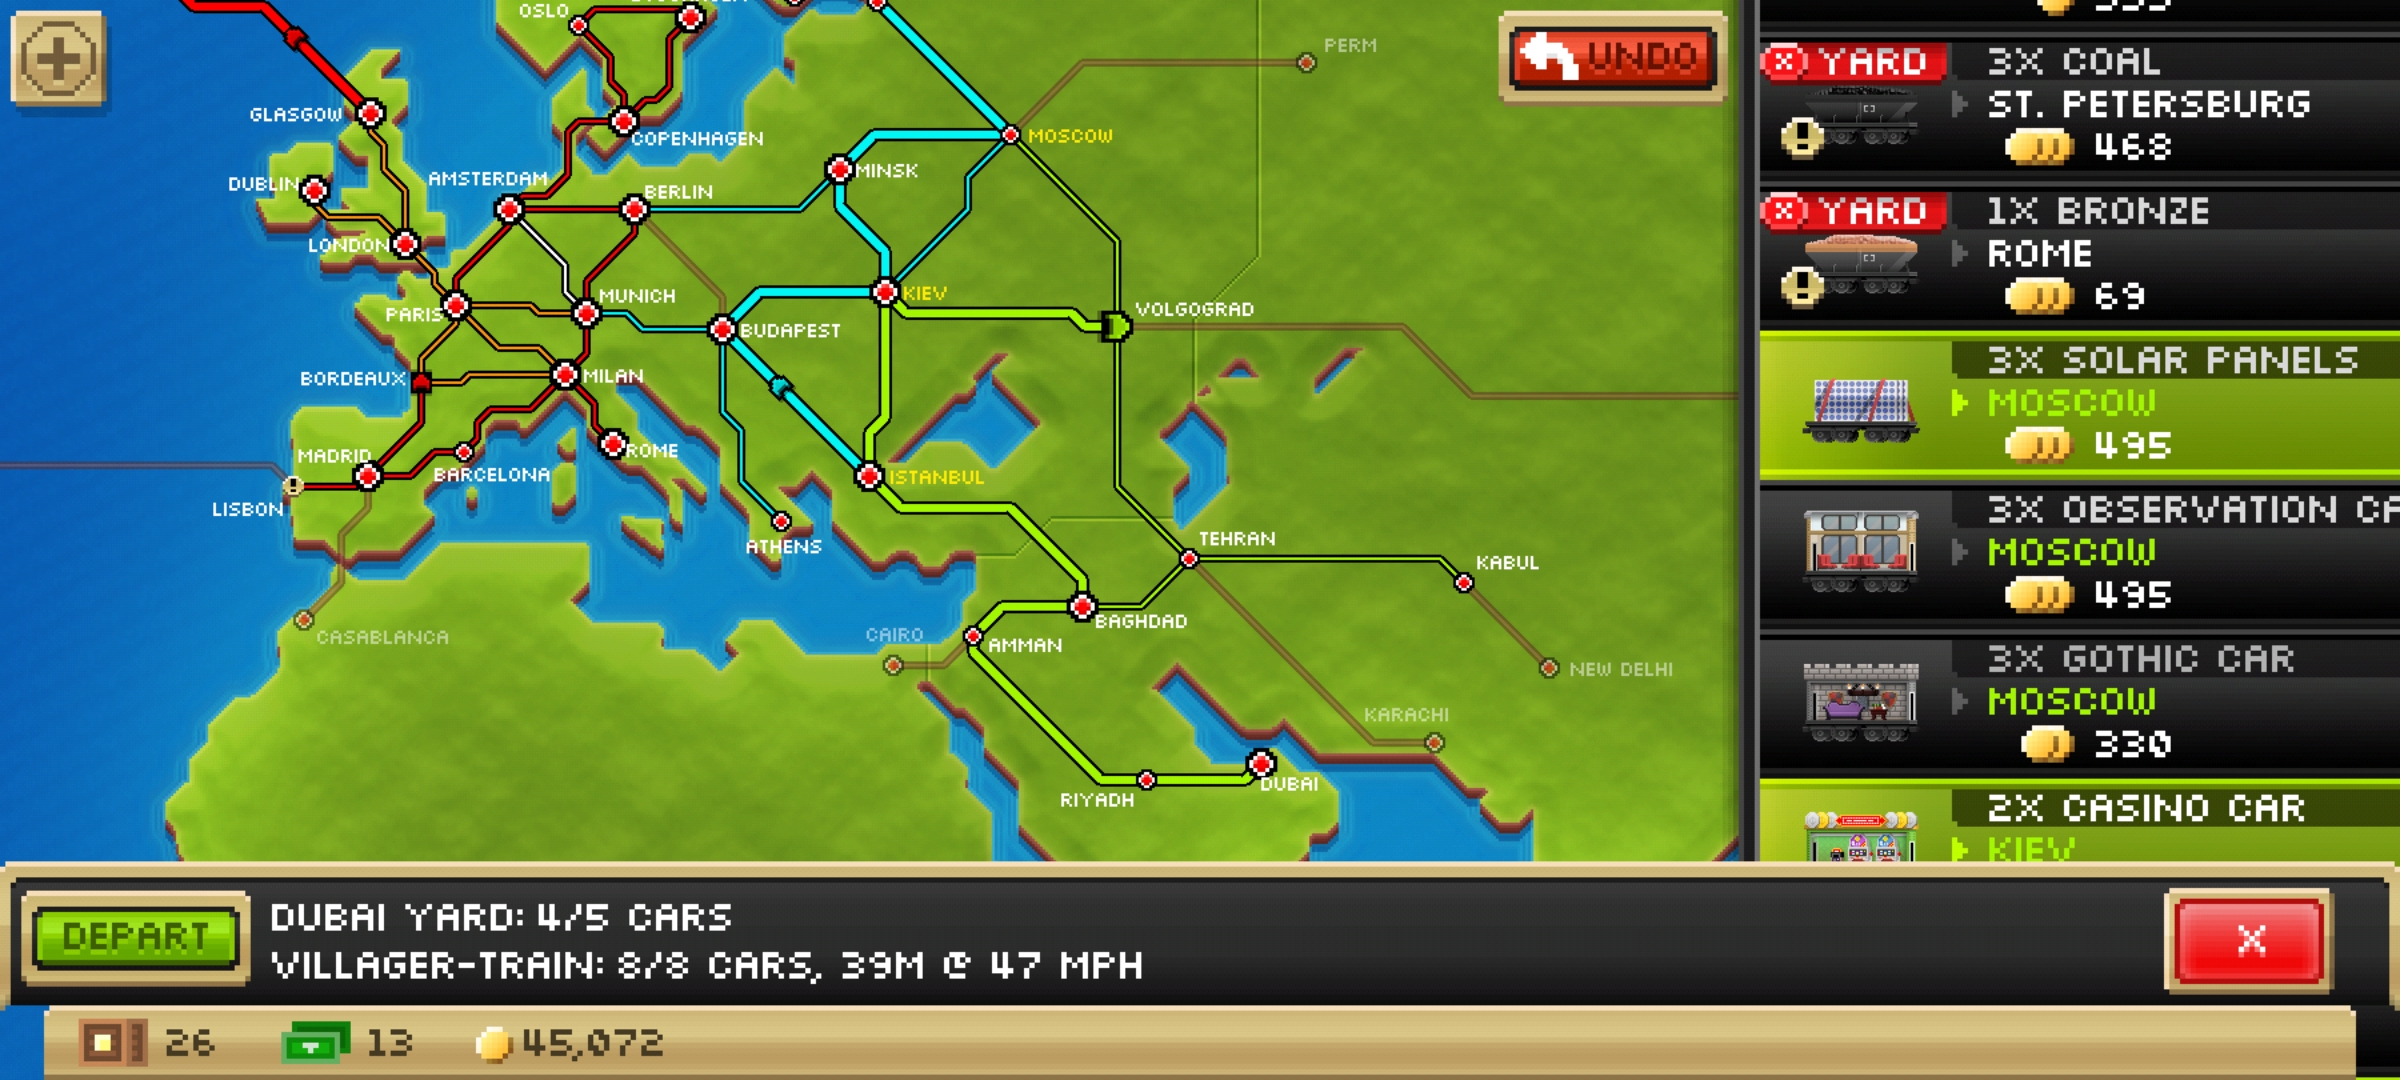 OSLO
PERM
UNDO
GLASGOW
COPENHAGEN
MOSCOW
DUBLIN
AMSTERDAM
BERLIN
MINSK
LONDON
PARIS
MUNICH
KIEV
VOLGOGRAD
BUDAPEST
BORDEAUX
MILAN
MADRID
BARCELONA
ROME
ISTANBUL
LISBON
ATHENS
TEHRAN
KABUL
CASABLANCA
CAIRO
AMMAN
BAGHDAD
NEW DELHI
KARACHI
RIYADH
DUBAI
YARD
3X COAL
ST. PETERSBURG
468
YARD
1X BRONZE
ROME
69
3X SOLAR PANELS
MOSCOW
495
3X OBSERVATION CA
MOSCOW
495
3X GOTHIC CAR
MOSCOW
330
2X CASINO CAR
KIEV
DEPART
DUBAI YARD: 4/5 CARS
VILLAGER-TRAIN: 8/8 CARS, 39M @ 47 MPH
X
26
13
45,072